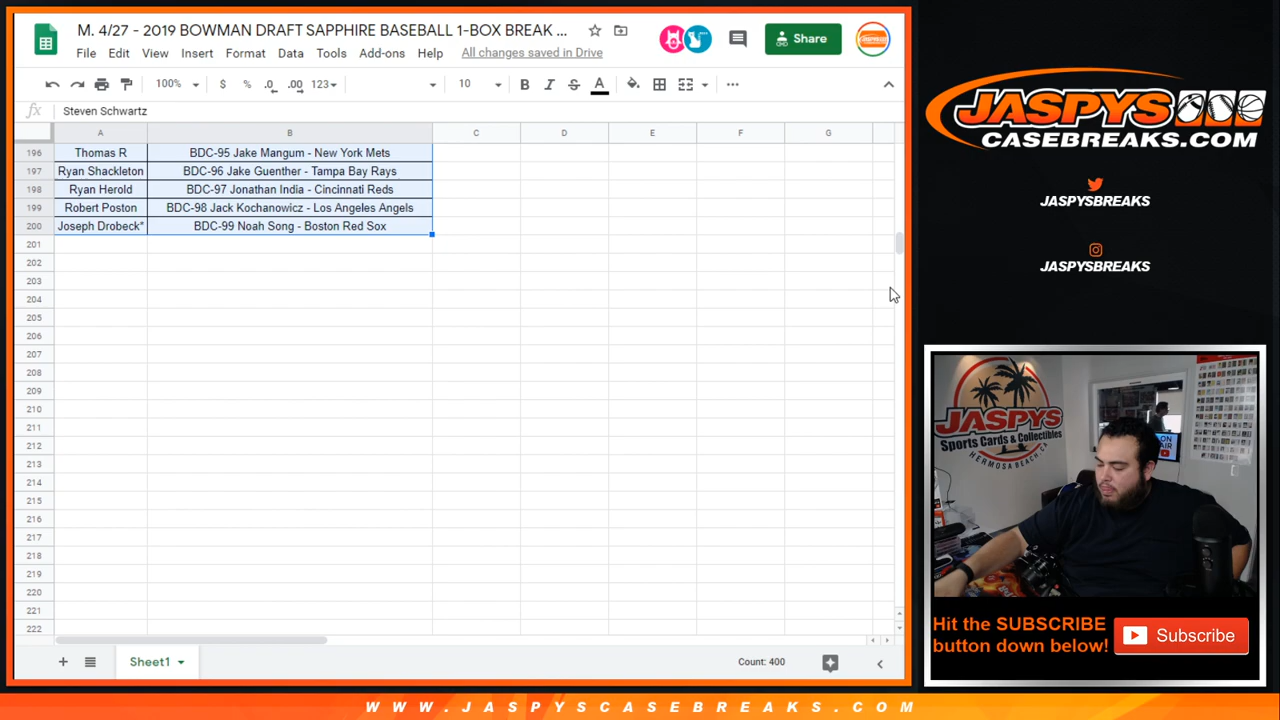 M. 4/27 - 2019 BOWMAN DRAFT SAPPHIRE BASEBALL 1-BOX BREAK ...
File Edit View Insert Format Data Tools Add-ons Help All changes saved in Drive
Share
100% $ % .0 .00 123 10 B I S A
fx Steven Schwartz
A B C D E F G
196 Thomas R BDC-95 Jake Mangum - New York Mets
197 Ryan Shackleton BDC-96 Jake Guenther - Tampa Bay Rays
198 Ryan Herold BDC-97 Jonathan India - Cincinnati Reds
199 Robert Poston BDC-98 Jack Kochanowicz - Los Angeles Angels
200 Joseph Drobeck* BDC-99 Noah Song - Boston Red Sox
201
202
203
204
205
206
207
208
209
210
211
212
213
214
215
216
217
218
219
220
221
222
Sheet1
Count: 400
JASPYS
CASEBREAKS.COM
JASPYSBREAKS
JASPYSBREAKS
JASPYS
Sports Cards & Collectibles
HERMOSA BEACH, CA
ON
AIR
Hit the SUBSCRIBE
button down below!
Subscribe
WWW.JASPYSCASEBREAKS.COM